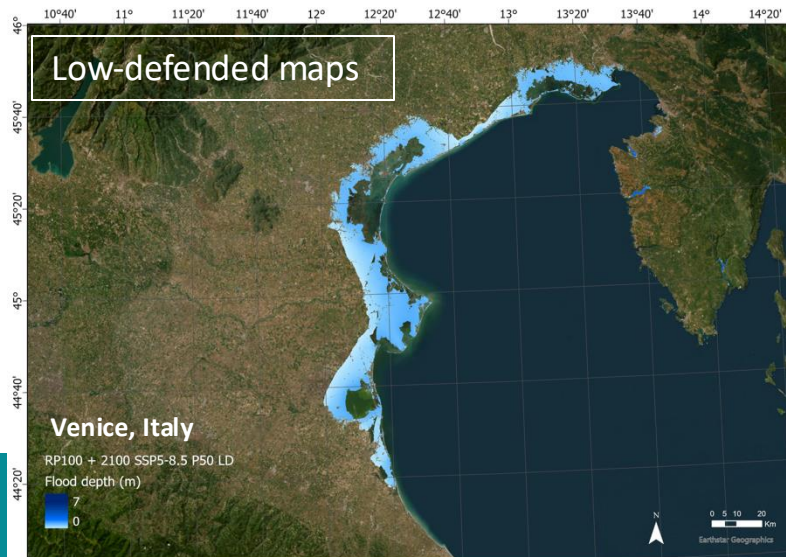 10°40' 11° 11°20' 11°40' 12° 12°20' 12°40' 13° 13°20' 13°40' 14° 14°20'
46°
Low-defended maps
45°40'
45°20'
45°
44°40'
Venice, Italy
RP100 + 2100 SSP5-8.5 P50 LD
Flood depth (m)
44°20'
7
0
N
0 5 10 20
Km
Earthstar Geographics